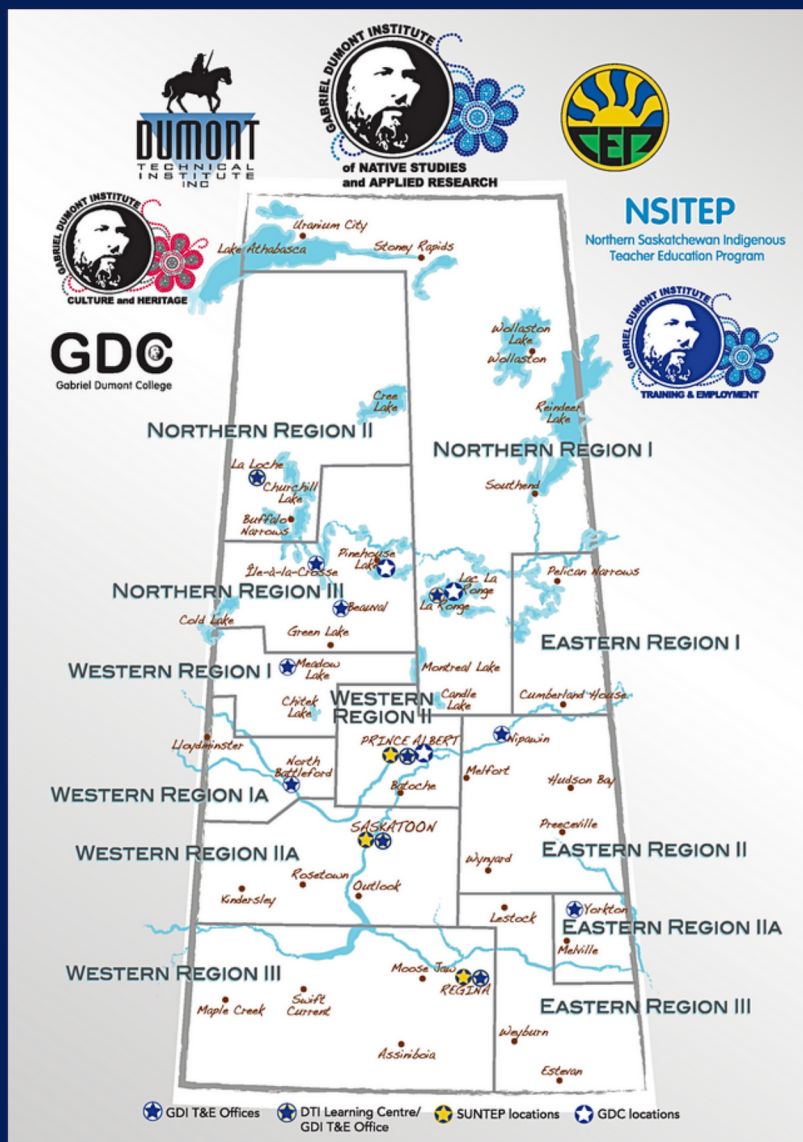 GABRIEL DUMONT INSTITUTE
of NATIVE STUDIES
and APPLIED RESEARCH
DUMONT
TECHNICAL
INSTITUTE
INC
TEP
GABRIEL DUMONT INSTITUTE
CULTURE and HERITAGE
NSITEP
Northern Saskatchewan Indigenous
Teacher Education Program
GDC
Gabriel Dumont College
GABRIEL DUMONT INSTITUTE
TRAINING & EMPLOYMENT
Uranium City
Lake Athabasca
Stoney Rapids
Wollaston
Lake
Wollaston
Cree
Lake
Reindeer
Lake
NORTHERN REGION II
NORTHERN REGION I
La Loche
Churchill
Lake
Southend
Buffalo
Narrows
Pinehouse
Lake
Île-à-la-Crosse
Lac La
Ronge
La Ronge
Pelican Narrows
NORTHERN REGION III
Beauval
Cold Lake
Green Lake
EASTERN REGION I
WESTERN REGION I
Meadow
Lake
Montreal Lake
Chitek
Lake
WESTERN
REGION II
Candle
Lake
Cumberland House
Lloydminster
PRINCE ALBERT
Nipawin
North
Battleford
Melfort
Hudson Bay
Batoche
WESTERN REGION IA
SASKATOON
Preeceville
EASTERN REGION II
WESTERN REGION IIA
Wynyard
Rosetown
Kindersley
Outlook
Lestock
Yorkton
EASTERN REGION IIA
Melville
WESTERN REGION III
Moose Jaw
REGINA
Maple Creek
Swift
Current
EASTERN REGION III
Weyburn
Assiniboia
Estevan
GDI T&E Offices
DTI Learning Centre/
GDI T&E Office
SUNTEP locations
GDC locations